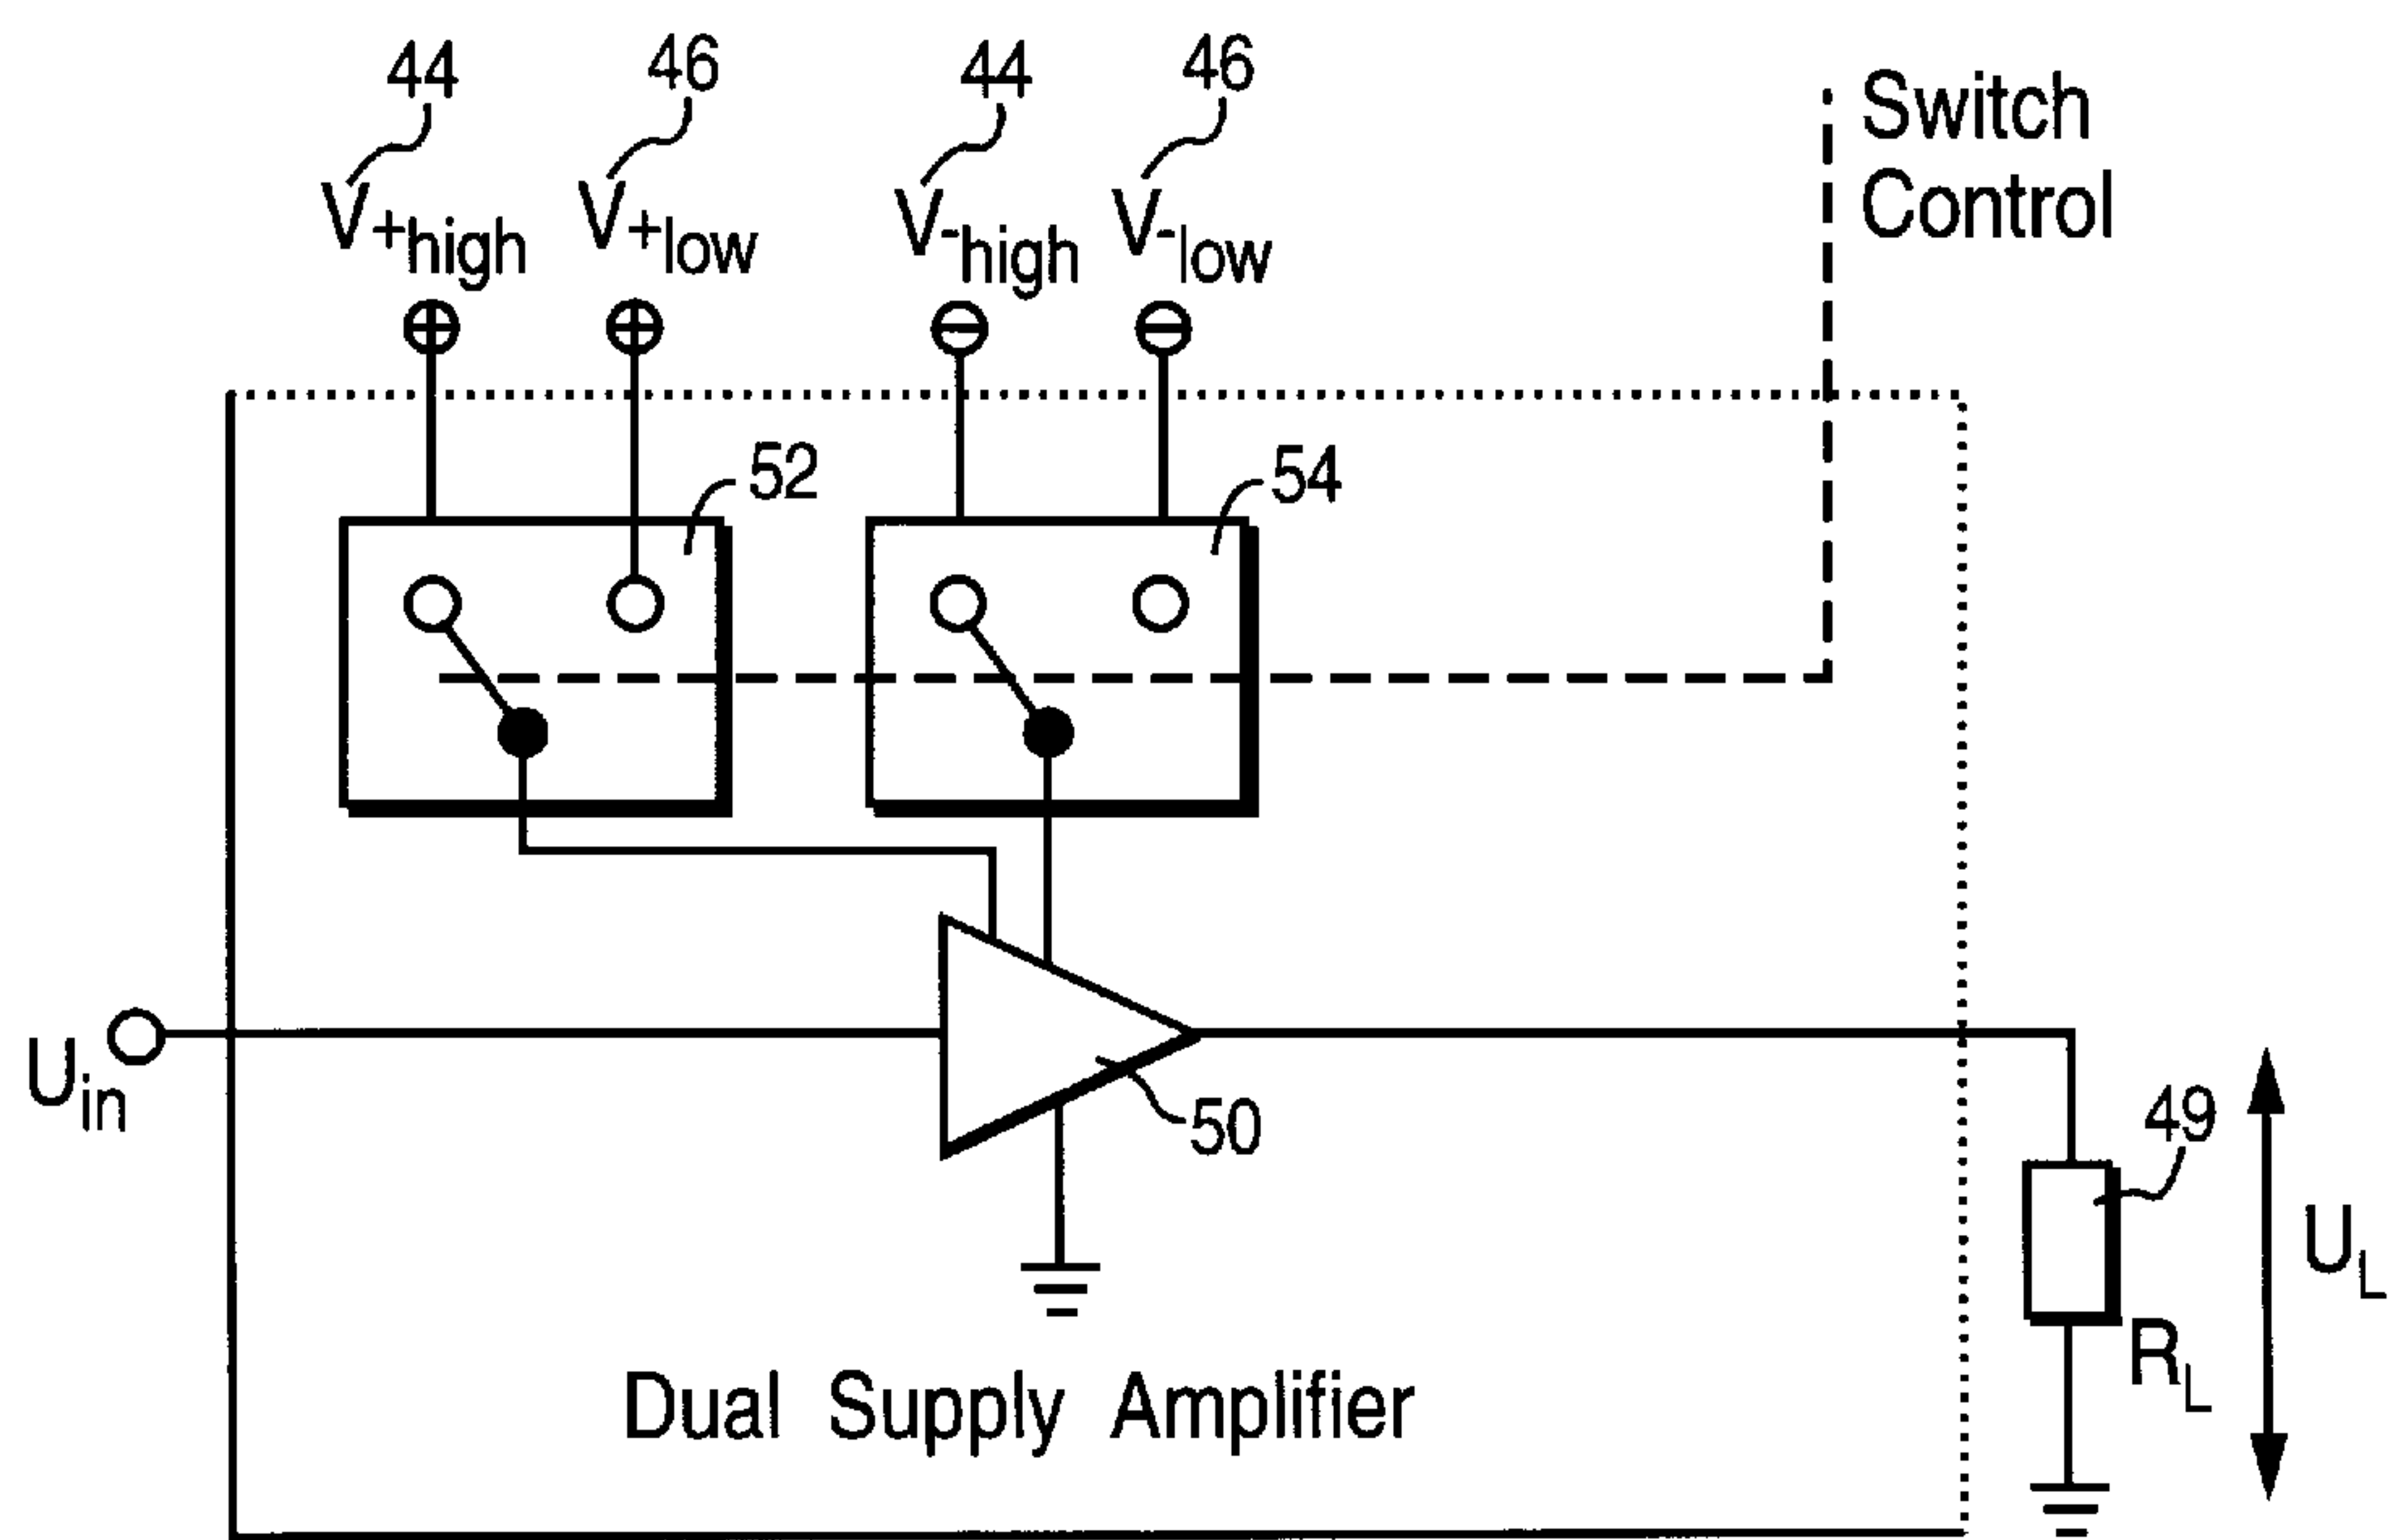 44 46 44 46
V+high V+low V-high V-low
Switch
Control
52 54
Uin
50
49
UL
RL
Dual Supply Amplifier